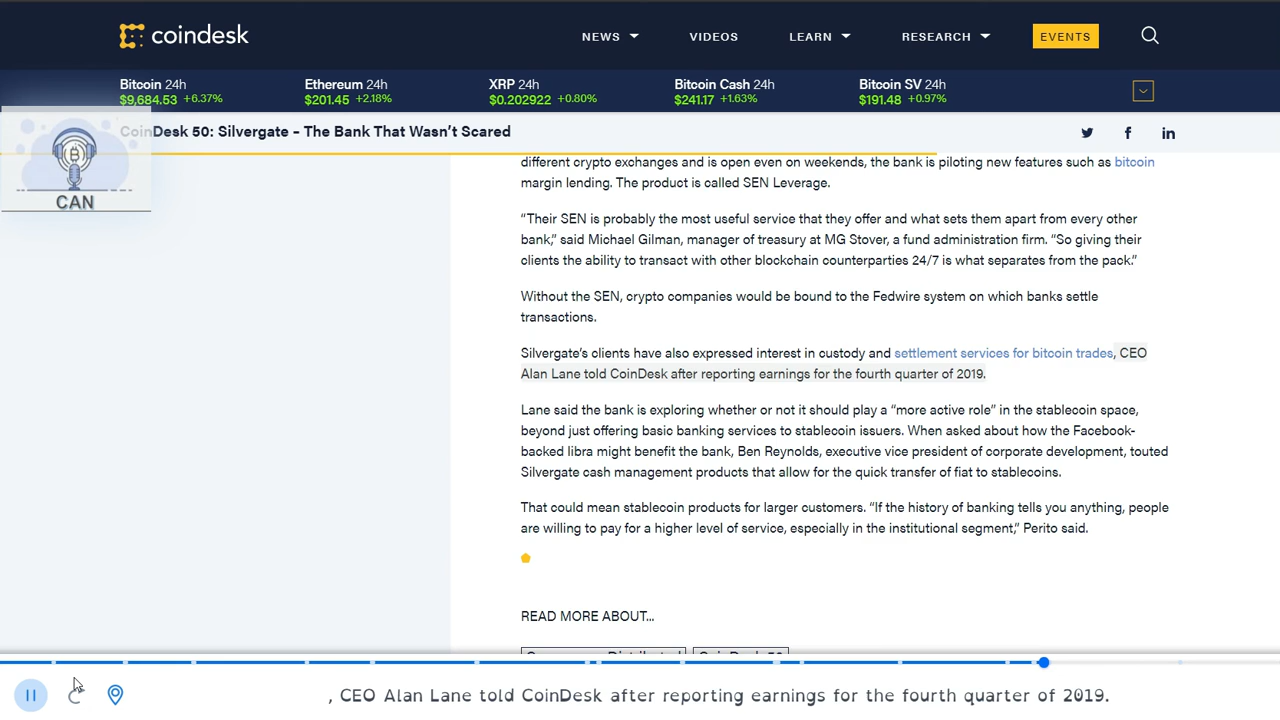 coindesk
NEWS VIDEOS LEARN RESEARCH EVENTS
Bitcoin 24h Ethereum 24h XRP 24h Bitcoin Cash 24h Bitcoin SV 24h
$9,684.53 +6.37% $201.45 +2.18% $0.202922 +0.80% $241.17 +1.63% $191.48 +0.97%
CoinDesk 50: Silvergate – The Bank That Wasn’t Scared
CAN
different crypto exchanges and is open even on weekends, the bank is piloting new features such as bitcoin
margin lending. The product is called SEN Leverage.
“Their SEN is probably the most useful service that they offer and what sets them apart from every other
bank,” said Michael Gilman, manager of treasury at MG Stover, a fund administration firm. “So giving their
clients the ability to transact with other blockchain counterparties 24/7 is what separates from the pack.”
Without the SEN, crypto companies would be bound to the Fedwire system on which banks settle
transactions.
Silvergate’s clients have also expressed interest in custody and settlement services for bitcoin trades, CEO
Alan Lane told CoinDesk after reporting earnings for the fourth quarter of 2019.
Lane said the bank is exploring whether or not it should play a “more active role” in the stablecoin space,
beyond just offering basic banking services to stablecoin issuers. When asked about how the Facebook-
backed libra might benefit the bank, Ben Reynolds, executive vice president of corporate development, touted
Silvergate cash management products that allow for the quick transfer of fiat to stablecoins.
That could mean stablecoin products for larger customers. “If the history of banking tells you anything, people
are willing to pay for a higher level of service, especially in the institutional segment,” Perito said.
READ MORE ABOUT...
, CEO Alan Lane told CoinDesk after reporting earnings for the fourth quarter of 2019.